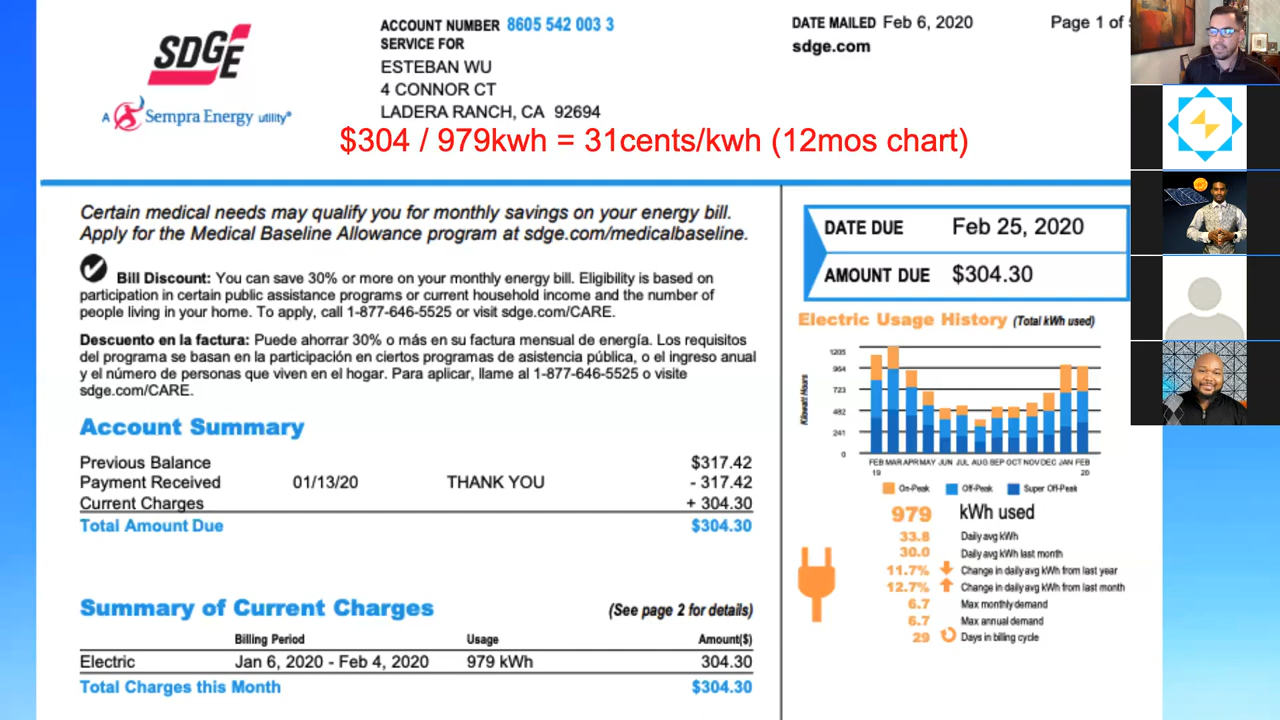 SDGE
A Sempra Energy utility®
ACCOUNT NUMBER 8605 542 003 3
SERVICE FOR
ESTEBAN WU
4 CONNOR CT
LADERA RANCH, CA 92694
DATE MAILED Feb 6, 2020
Page 1 of
sdge.com
$304 / 979kwh = 31cents/kwh (12mos chart)
Certain medical needs may qualify you for monthly savings on your energy bill.
Apply for the Medical Baseline Allowance program at sdge.com/medicalbaseline.
Bill Discount: You can save 30% or more on your monthly energy bill. Eligibility is based on
participation in certain public assistance programs or current household income and the number of
people living in your home. To apply, call 1-877-646-5525 or visit sdge.com/CARE.
Descuento en la factura: Puede ahorrar 30% o más en su factura mensual de energía. Los requisitos
del programa se basan en la participación en ciertos programas de asistencia pública, o el ingreso anual
y el número de personas que viven en el hogar. Para aplicar, llame al 1-877-646-5525 o visite
sdge.com/CARE.
Account Summary
Previous Balance $317.42
Payment Received 01/13/20 THANK YOU - 317.42
Current Charges + 304.30
Total Amount Due $304.30
Summary of Current Charges (See page 2 for details)
Billing Period Usage Amount($)
Electric Jan 6, 2020 - Feb 4, 2020 979 kWh 304.30
Total Charges this Month $304.30
DATE DUE Feb 25, 2020
AMOUNT DUE $304.30
Electric Usage History (Total kWh used)
Kilowatt Hours
1205
964
723
482
241
0
FEB MAR APR MAY JUN JUL AUG SEP OCT NOV DEC JAN FEB
19 20
On-Peak Off-Peak Super Off-Peak
979 kWh used
33.8 Daily avg kWh
30.0 Daily avg kWh last month
11.7% Change in daily avg kWh from last year
12.7% Change in daily avg kWh from last month
6.7 Max monthly demand
6.7 Max annual demand
29 Days in billing cycle